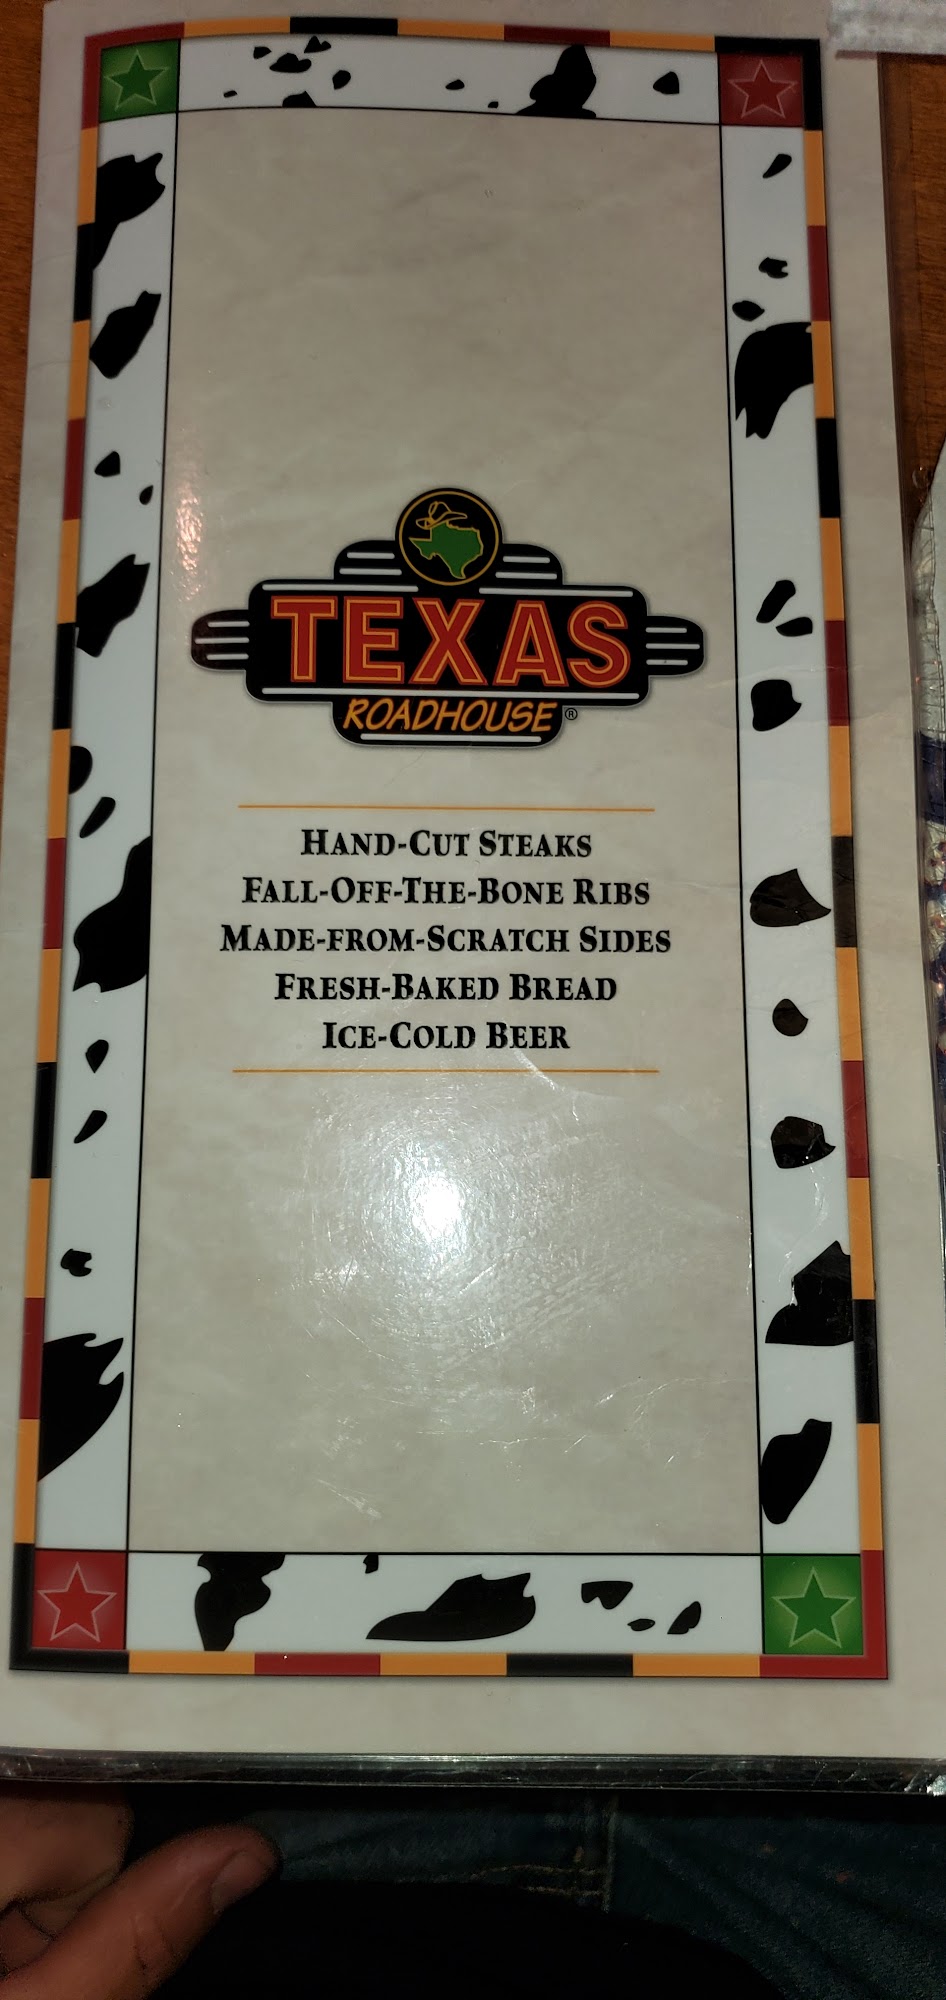 TEXAS
ROADHOUSE®
HAND-CUT STEAKS
FALL-OFF-THE-BONE RIBS
MADE-FROM-SCRATCH SIDES
FRESH-BAKED BREAD
ICE-COLD BEER